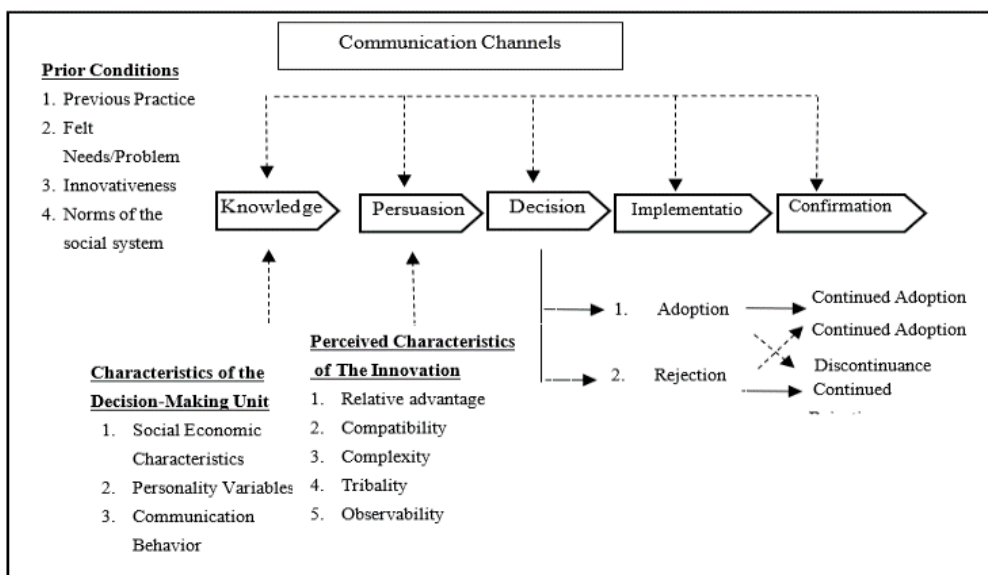 Communication Channels
Prior Conditions
1. Previous Practice
2. Felt
Needs/Problem
3. Innovativeness
4. Norms of the
social system
Knowledge
Persuasion
Decision
Implementatio
Confirmation
1. Adoption
2. Rejection
Continued Adoption
Continued Adoption
Discontinuance
Continued
Characteristics of the
Decision-Making Unit
1. Social Economic
Characteristics
2. Personality Variables
3. Communication
Behavior
Perceived Characteristics
of The Innovation
1. Relative advantage
2. Compatibility
3. Complexity
4. Tribality
5. Observability